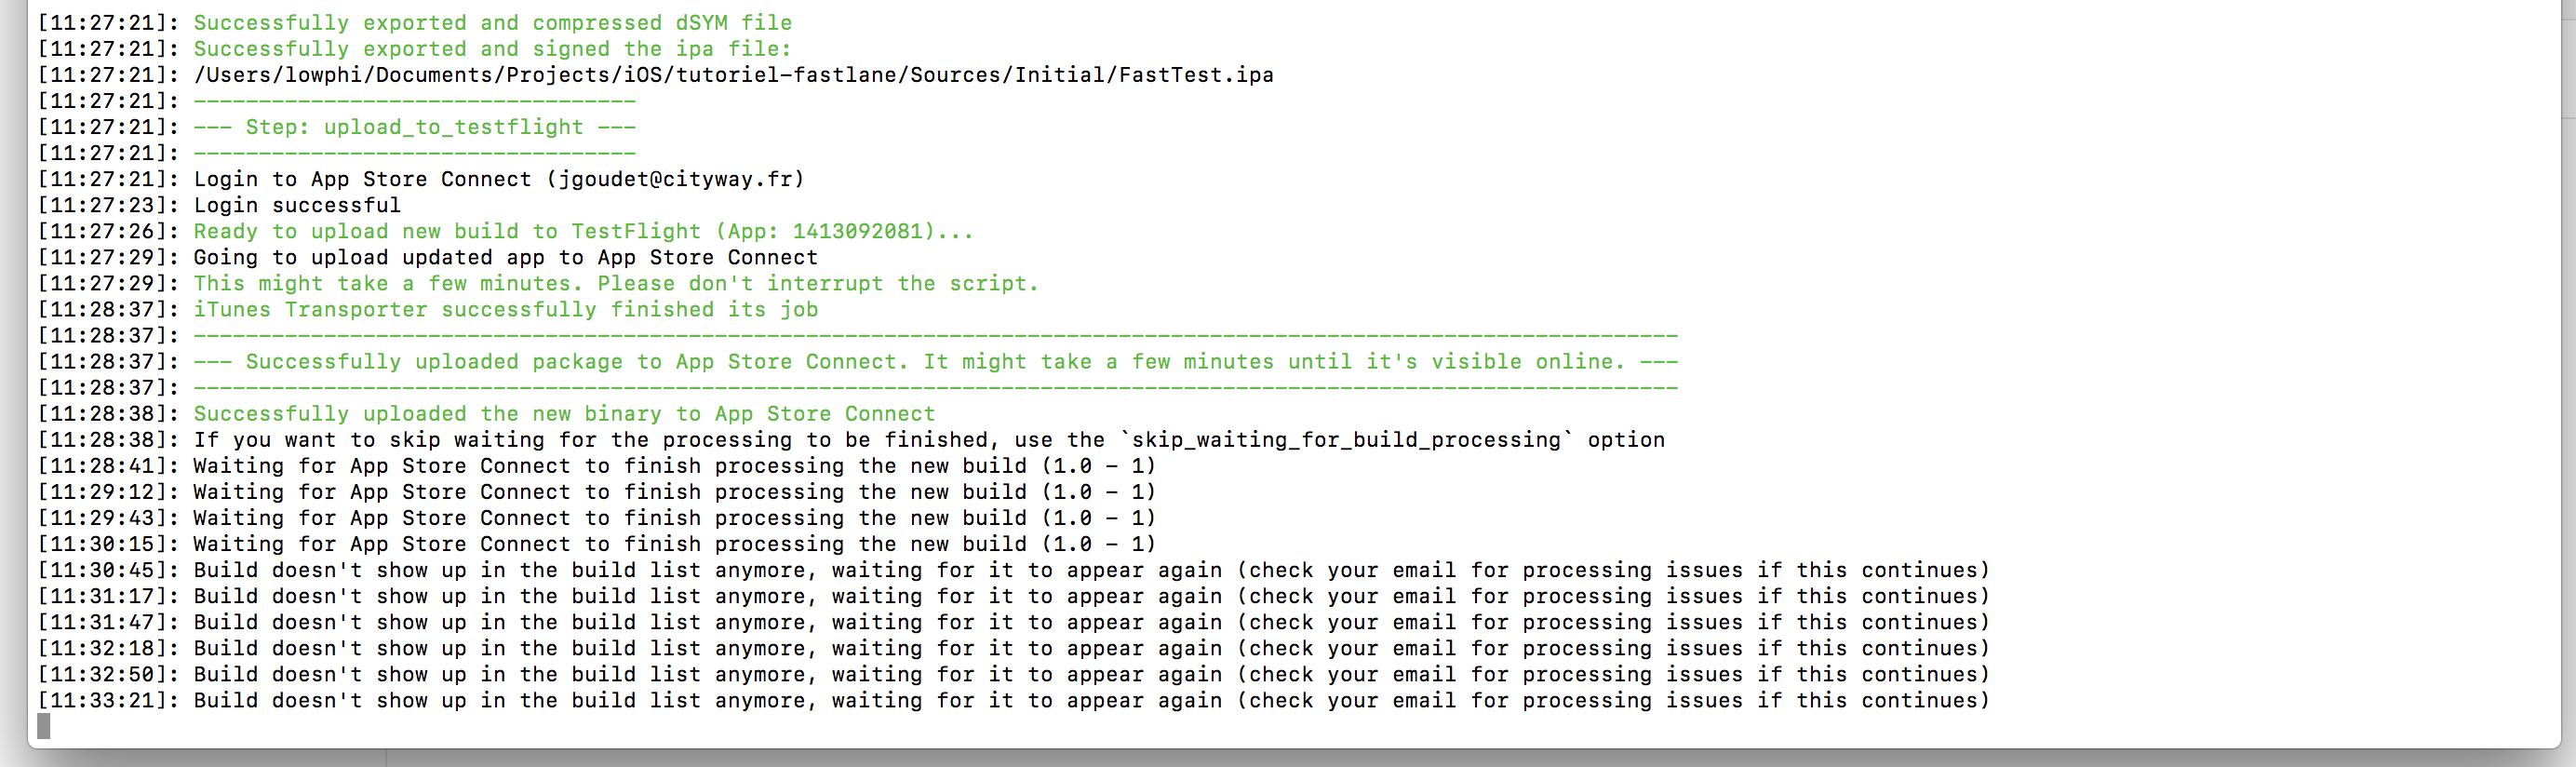 [11:27:21]: Successfully exported and compressed dSYM file
[11:27:21]: Successfully exported and signed the ipa file:
[11:27:21]: /Users/lowphi/Documents/Projects/iOS/tutoriel-fastlane/Sources/Initial/FastTest.ipa
[11:27:21]: ----------------------------------
[11:27:21]: --- Step: upload_to_testflight ---
[11:27:21]: ----------------------------------
[11:27:21]: Login to App Store Connect (jgoudet@cityway.fr)
[11:27:23]: Login successful
[11:27:26]: Ready to upload new build to TestFlight (App: 1413092081)...
[11:27:29]: Going to upload updated app to App Store Connect
[11:27:29]: This might take a few minutes. Please don't interrupt the script.
[11:28:37]: iTunes Transporter successfully finished its job
[11:28:37]: ------------------------------------------------------------------------------------------------------------------
[11:28:37]: --- Successfully uploaded package to App Store Connect. It might take a few minutes until it's visible online. ---
[11:28:37]: ------------------------------------------------------------------------------------------------------------------
[11:28:38]: Successfully uploaded the new binary to App Store Connect
[11:28:38]: If you want to skip waiting for the processing to be finished, use the `skip_waiting_for_build_processing` option
[11:28:41]: Waiting for App Store Connect to finish processing the new build (1.0 - 1)
[11:29:12]: Waiting for App Store Connect to finish processing the new build (1.0 - 1)
[11:29:43]: Waiting for App Store Connect to finish processing the new build (1.0 - 1)
[11:30:15]: Waiting for App Store Connect to finish processing the new build (1.0 - 1)
[11:30:45]: Build doesn't show up in the build list anymore, waiting for it to appear again (check your email for processing issues if this continues)
[11:31:17]: Build doesn't show up in the build list anymore, waiting for it to appear again (check your email for processing issues if this continues)
[11:31:47]: Build doesn't show up in the build list anymore, waiting for it to appear again (check your email for processing issues if this continues)
[11:32:18]: Build doesn't show up in the build list anymore, waiting for it to appear again (check your email for processing issues if this continues)
[11:32:50]: Build doesn't show up in the build list anymore, waiting for it to appear again (check your email for processing issues if this continues)
[11:33:21]: Build doesn't show up in the build list anymore, waiting for it to appear again (check your email for processing issues if this continues)